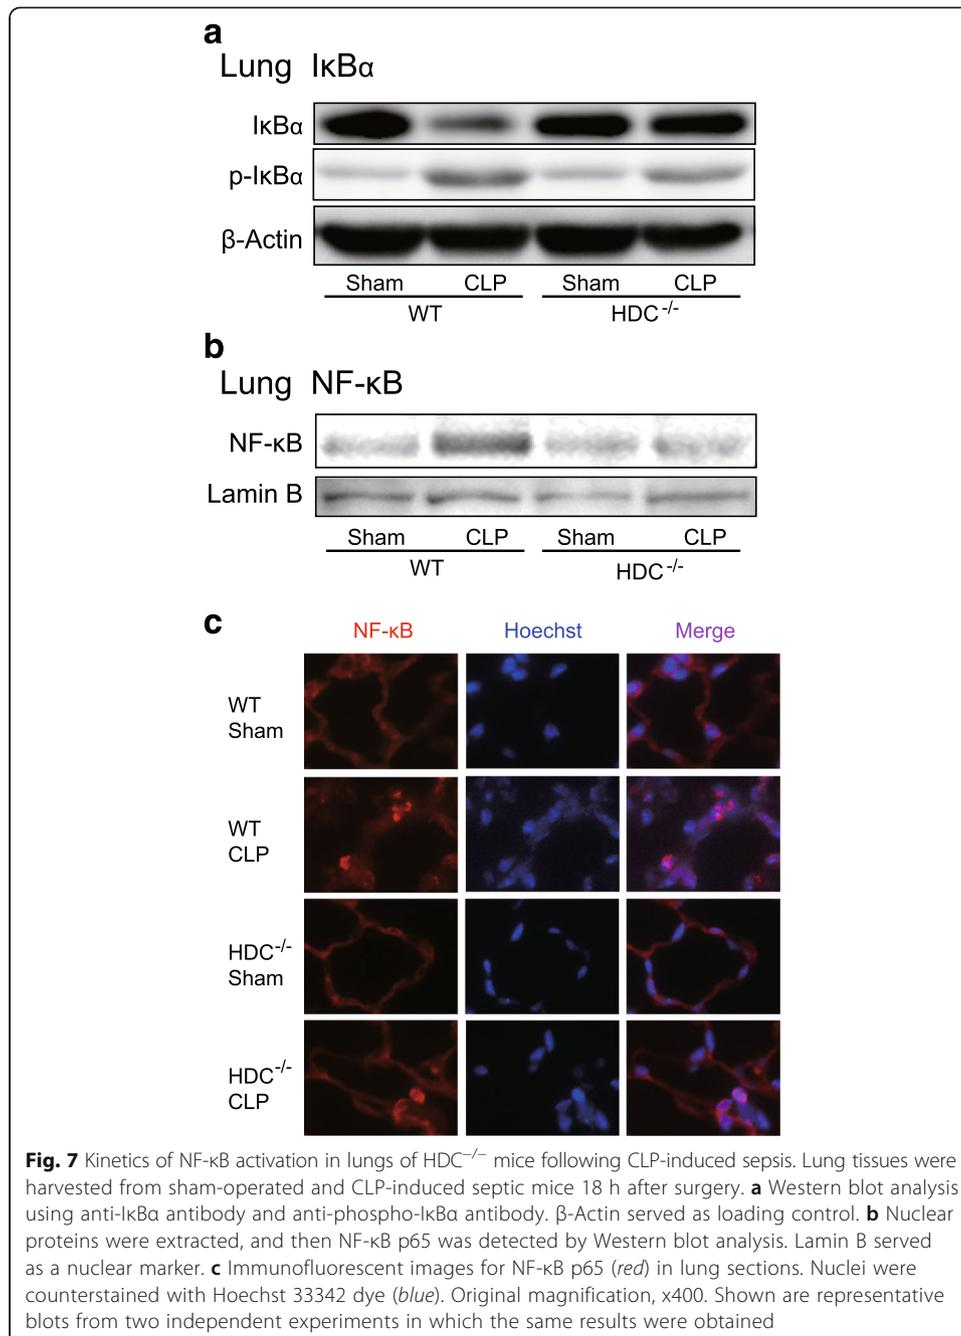 a
Lung IκBα
IκBα
p-IκBα
β-Actin
Sham CLP Sham CLP
WT HDC-/-
b
Lung NF-κB
NF-κB
Lamin B
Sham CLP Sham CLP
WT HDC-/-
c
NF-κB Hoechst Merge
WT
Sham
WT
CLP
HDC-/-
Sham
HDC-/-
CLP
Fig. 7 Kinetics of NF-κB activation in lungs of HDC−/− mice following CLP-induced sepsis. Lung tissues were
harvested from sham-operated and CLP-induced septic mice 18 h after surgery. a Western blot analysis
using anti-IκBα antibody and anti-phospho-IκBα antibody. β-Actin served as loading control. b Nuclear
proteins were extracted, and then NF-κB p65 was detected by Western blot analysis. Lamin B served
as a nuclear marker. c Immunofluorescent images for NF-κB p65 (red) in lung sections. Nuclei were
counterstained with Hoechst 33342 dye (blue). Original magnification, x400. Shown are representative
blots from two independent experiments in which the same results were obtained